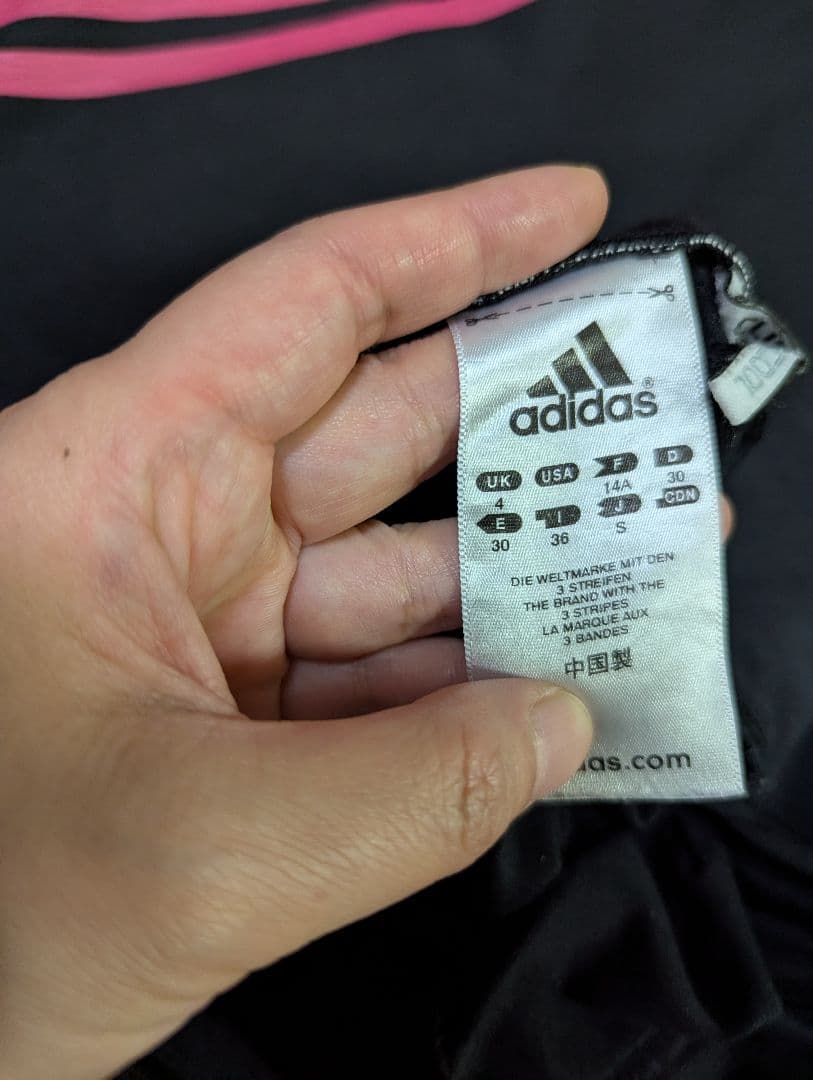 adidas®
UK USA F D
4 14A 30
E I J CDN
30 36 S
DIE WELTMARKE MIT DEN
3 STREIFEN
THE BRAND WITH THE
3 STRIPES
LA MARQUE AUX
3 BANDES
中国製
das.com